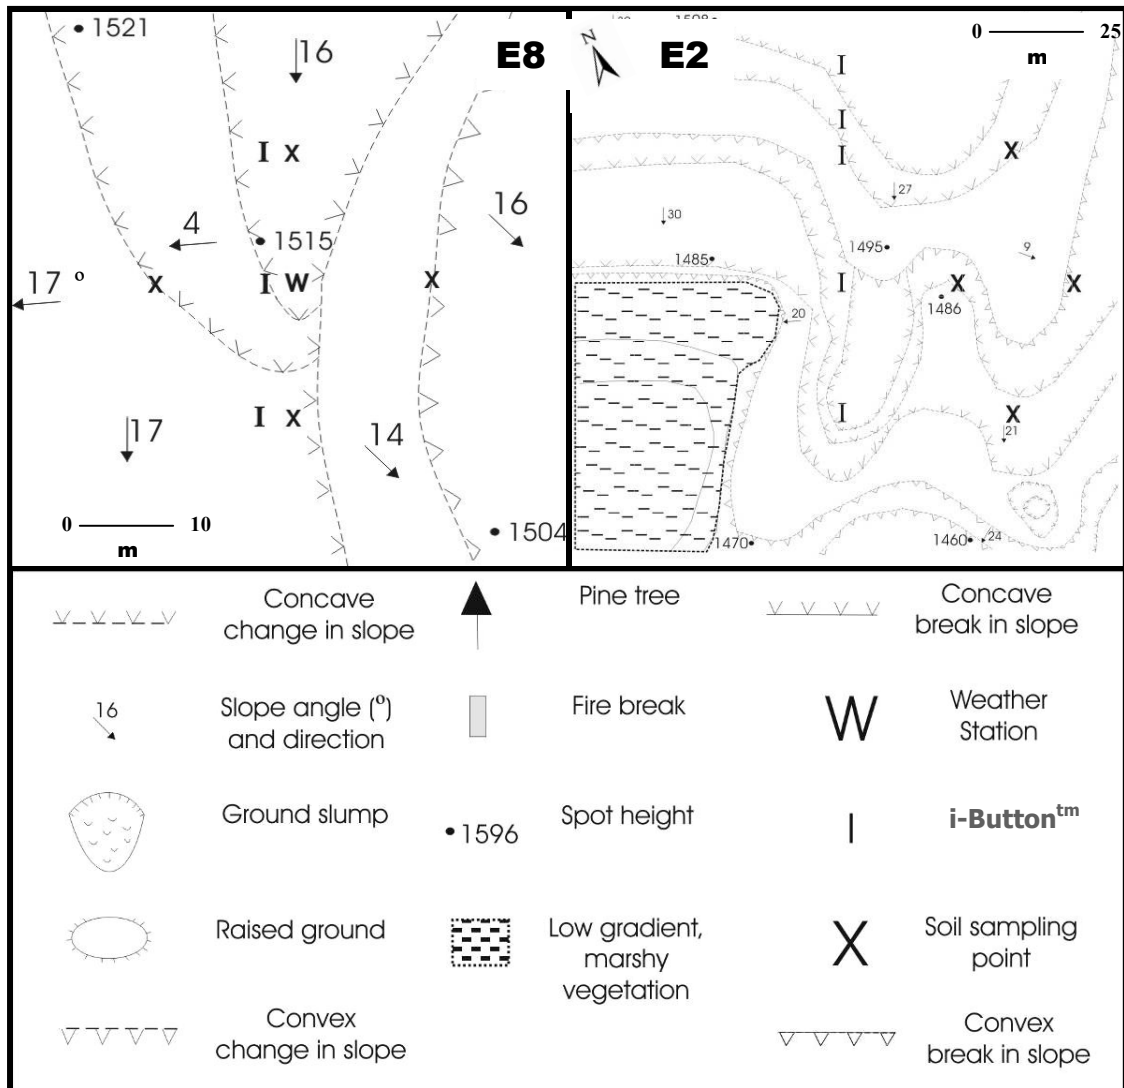 1521
16
E8
I X
16
4
1515
17 º
X
I W
X
I X
17
14
0 10
m
1504
N
E2
0 25
m
I
I
I
X
27
30
1495
9
1485
I
X
X
1486
20
I
X
21
1470
1460
24
Concave
change in slope
Pine tree
Concave
break in slope
16
Slope angle (º)
and direction
Fire break
W
Weather
Station
Ground slump
1596
Spot height
I
i-Button™
Raised ground
Low gradient,
marshy
vegetation
X
Soil sampling
point
Convex
change in slope
Convex
break in slope